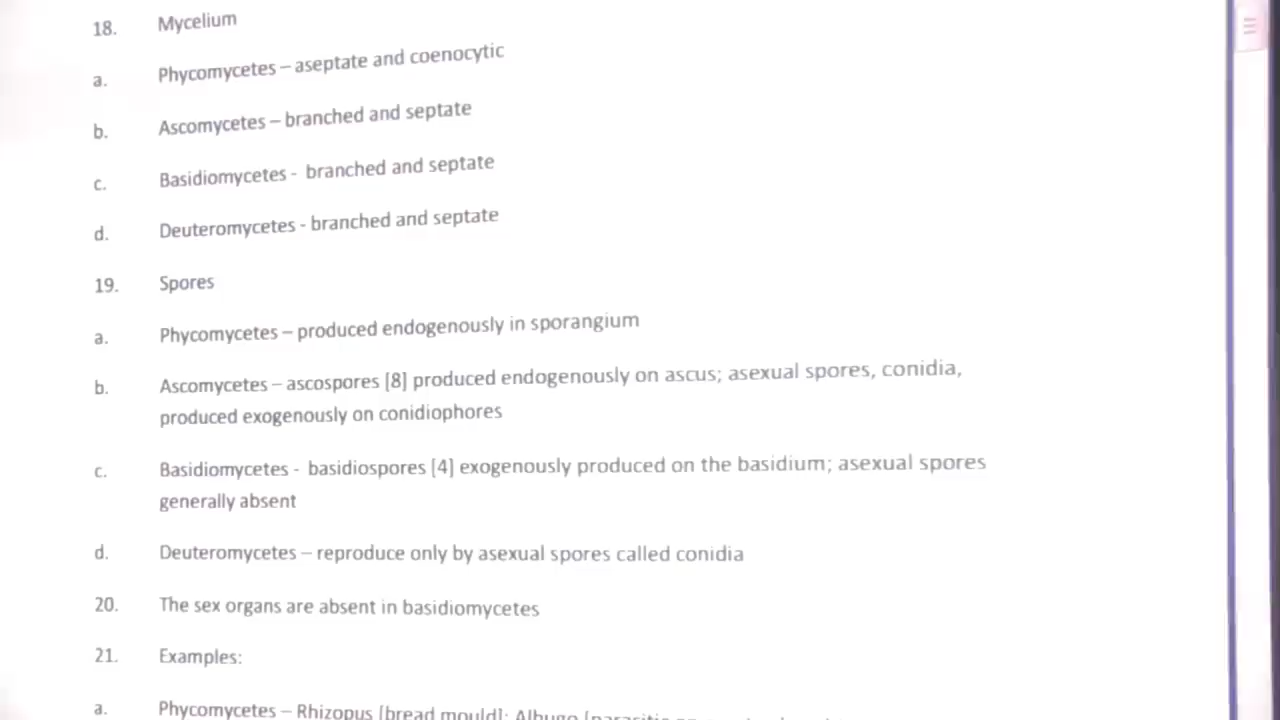 18. Mycelium
a. Phycomycetes – aseptate and coenocytic
b. Ascomycetes – branched and septate
c. Basidiomycetes - branched and septate
d. Deuteromycetes - branched and septate
19. Spores
a. Phycomycetes – produced endogenously in sporangium
b. Ascomycetes – ascospores [8] produced endogenously on ascus; asexual spores, conidia,
produced exogenously on conidiophores
c. Basidiomycetes - basidiospores [4] exogenously produced on the basidium; asexual spores
generally absent
d. Deuteromycetes – reproduce only by asexual spores called conidia
20. The sex organs are absent in basidiomycetes
21. Examples:
a. Phycomycetes – Rhizopus [bread mould]; Albugo